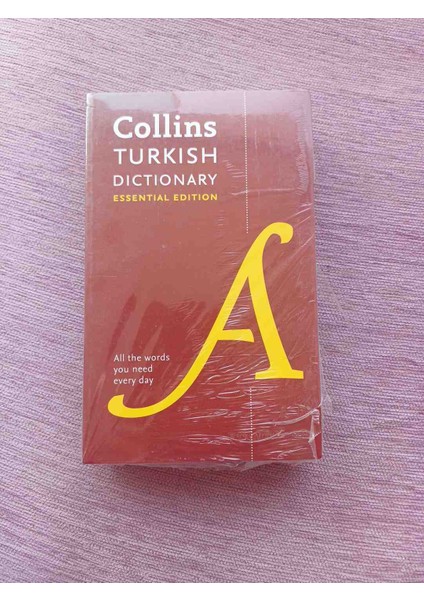 Collins
TURKISH
DICTIONARY
ESSENTIAL EDITION
A
All the words
you need
every day